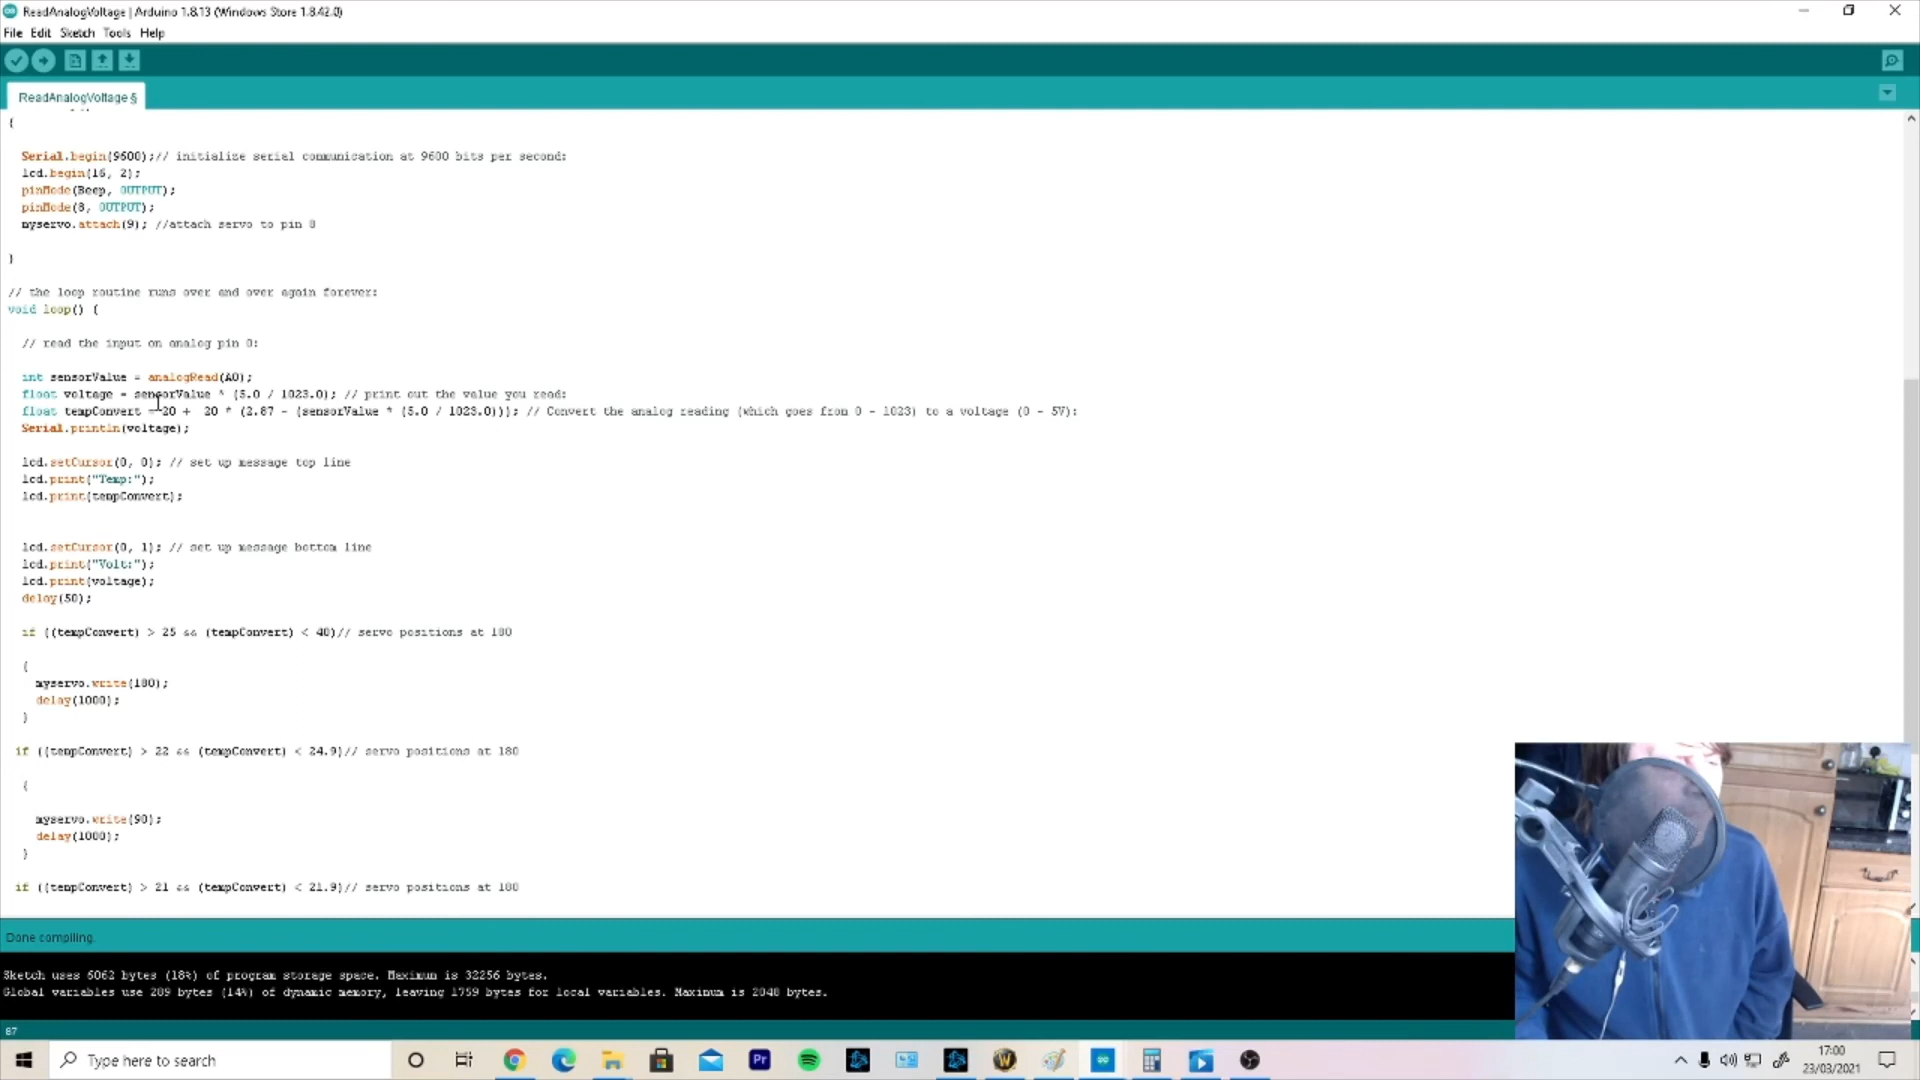 ReadAnalogVoltage | Arduino 1.8.13 (Windows Store 1.8.42.0)
File Edit Sketch Tools Help
ReadAnalogVoltage §
{
Serial.begin(9600);// initialize serial communication at 9600 bits per second:
lcd.begin(16, 2);
pinMode(Beep, OUTPUT);
pinMode(8, OUTPUT);
myservo.attach(9); //attach servo to pin 8
}
// the loop routine runs over and over again forever:
void loop() {
// read the input on analog pin 0:
int sensorValue = analogRead(A0);
float voltage = sensorValue * (5.0 / 1023.0); // print out the value you read:
float tempConvert = 20 + 20 * (2.87 - (sensorValue * (5.0 / 1023.0))); // Convert the analog reading (which goes from 0 - 1023) to a voltage (0 - 5V):
Serial.println(voltage);
lcd.setCursor(0, 0); // set up message top line
lcd.print("Temp:");
lcd.print(tempConvert);
lcd.setCursor(0, 1); // set up message bottom line
lcd.print("Volt:");
lcd.print(voltage);
delay(50);
if ((tempConvert) > 25 && (tempConvert) < 40)// servo positions at 180
{
myservo.write(180);
delay(1000);
}
if ((tempConvert) > 22 && (tempConvert) < 24.9)// servo positions at 180
{
myservo.write(90);
delay(1000);
}
if ((tempConvert) > 21 && (tempConvert) < 21.9)// servo positions at 180
Done compiling.
Sketch uses 6062 bytes (18%) of program storage space. Maximum is 32256 bytes.
Global variables use 289 bytes (14%) of dynamic memory, leaving 1759 bytes for local variables. Maximum is 2048 bytes.
87
Type here to search
Pr
17:00
23/03/2021